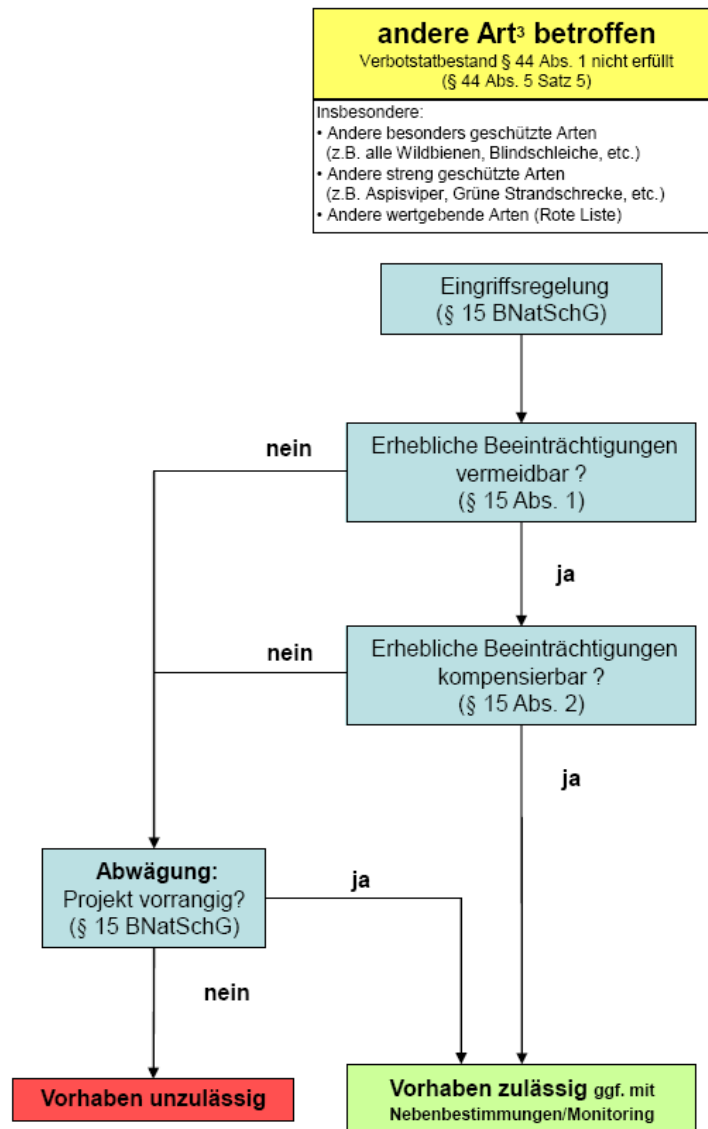 andere Art³ betroffen
Verbotstatbestand § 44 Abs. 1 nicht erfüllt
(§ 44 Abs. 5 Satz 5)
Insbesondere:
• Andere besonders geschützte Arten
(z.B. alle Wildbienen, Blindschleiche, etc.)
• Andere streng geschützte Arten
(z.B. Aspisviper, Grüne Strandschrecke, etc.)
• Andere wertgebende Arten (Rote Liste)
Eingriffsregelung
(§ 15 BNatSchG)
nein
Erhebliche Beeinträchtigungen
vermeidbar ?
(§ 15 Abs. 1)
ja
nein
Erhebliche Beeinträchtigungen
kompensierbar ?
(§ 15 Abs. 2)
ja
Abwägung:
Projekt vorrangig?
(§ 15 BNatSchG)
ja
nein
Vorhaben unzulässig
Vorhaben zulässig ggf. mit
Nebenbestimmungen/Monitoring